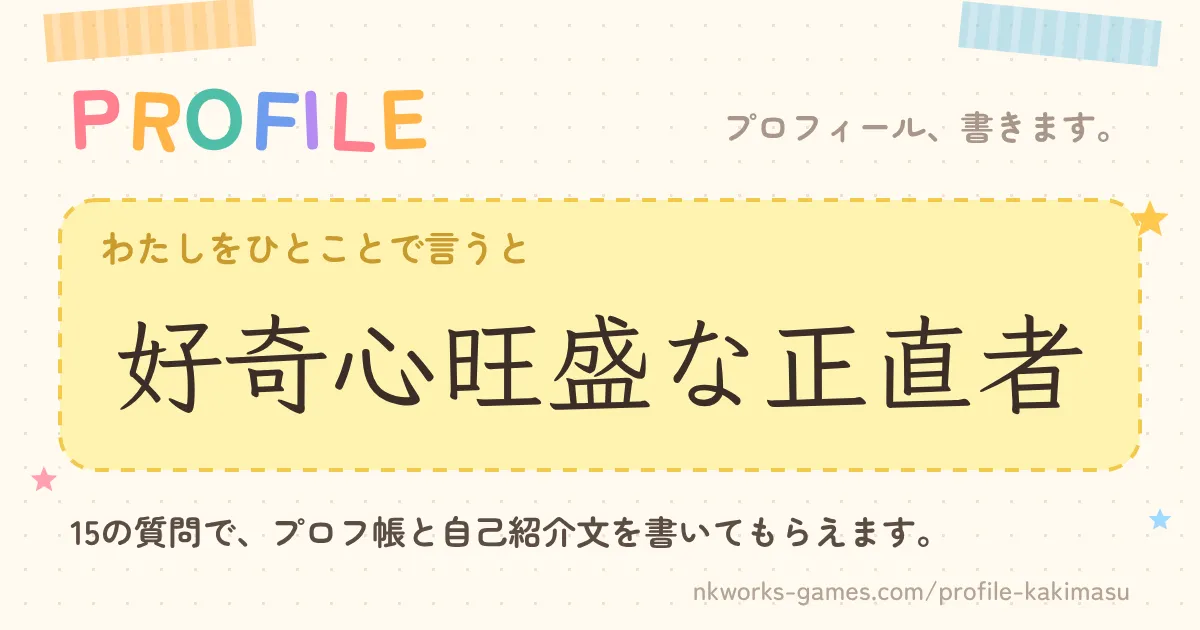 PROFILE
プロフィール、書きます。
わたしをひとことで言うと
好奇心旺盛な正直者
15の質問で、プロフ帳と自己紹介文を書いてもらえます。
nkworks-games.com/profile-kakimasu